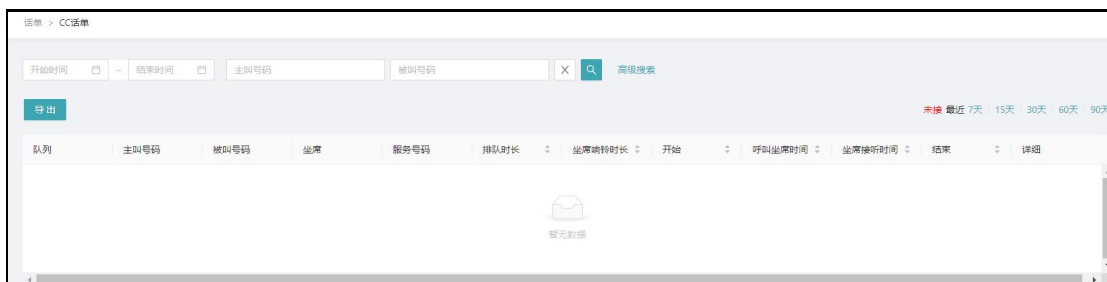 话单 > CC话单
开始时间 ~ 结束时间 主叫号码 被叫号码 X 高级搜索
导出 未接 最近 7天 15天 30天 60天 90天
队列 主叫号码 被叫号码 坐席 服务号码 排队时长 坐席响铃时长 开始 呼叫坐席时间 坐席接听时间 结束 详细
暂无数据